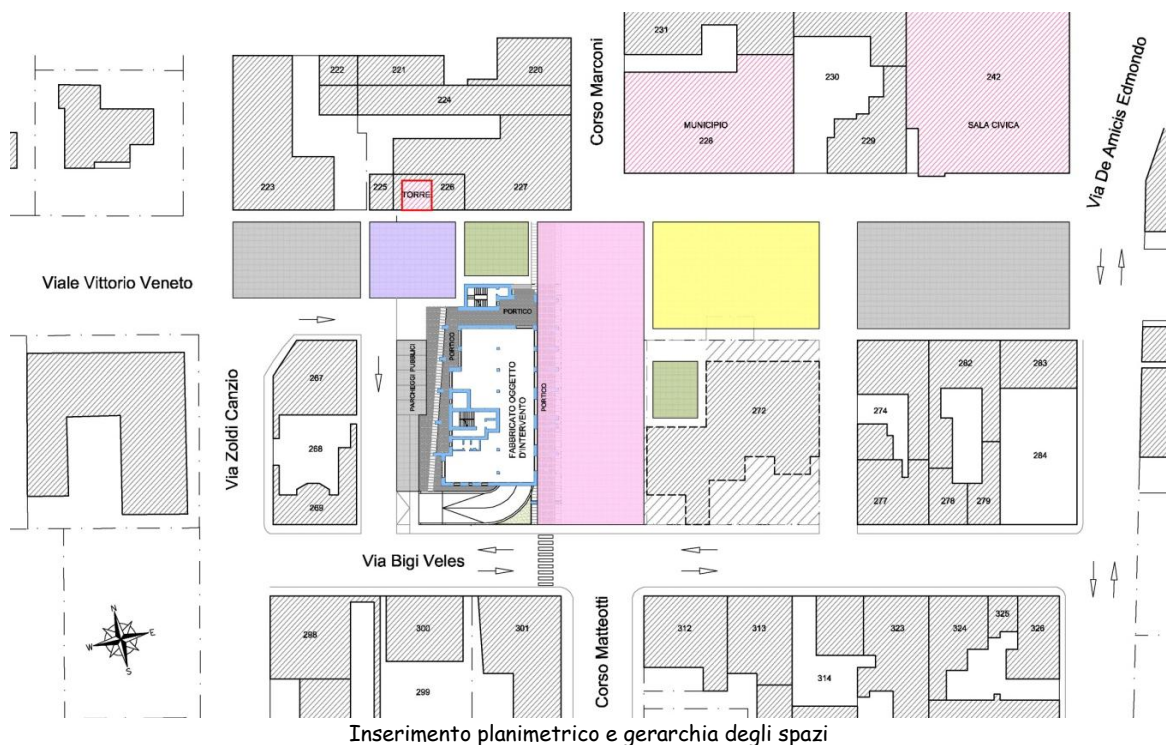 231
242
222
221
220
230
224
Corso Marconi
MUNICIPIO
228
229
SALA CIVICA
Via De Amicis Edmondo
223
225
TORRE
226
227
Viale Vittorio Veneto
PORTICO
PORTICO
PORTICO
PARCHEGGI PUBBLICI
FABBRICATO OGGETTO
D'INTERVENTO
267
268
269
Via Zoldi Canzio
272
274
282
283
277
278
279
284
Via Bigi Veles
N
W
E
S
298
300
301
299
Corso Matteotti
312
313
314
323
324
325
326
Inserimento planimetrico e gerarchia degli spazi